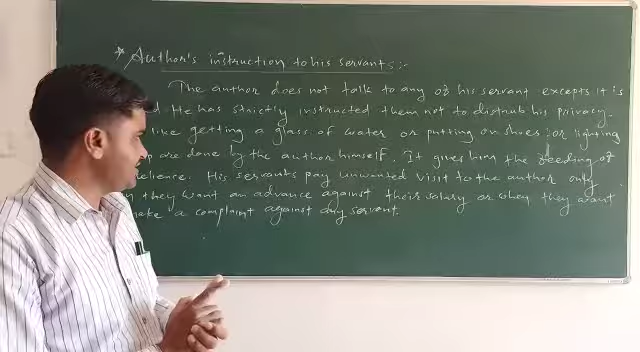 * Author's instruction to his servants:-
The author does not talk to any of his servant excepts it is
d. He has strictly instructed them not to distrub his privacy.
like getting a glass of water or putting on shoes or lighting
p are done by the author himself. It gives him the feeding of
elience. His servants pay unwanted visit to the author only
n they want an advance against their salary or when they want
make a complaint against any servant.